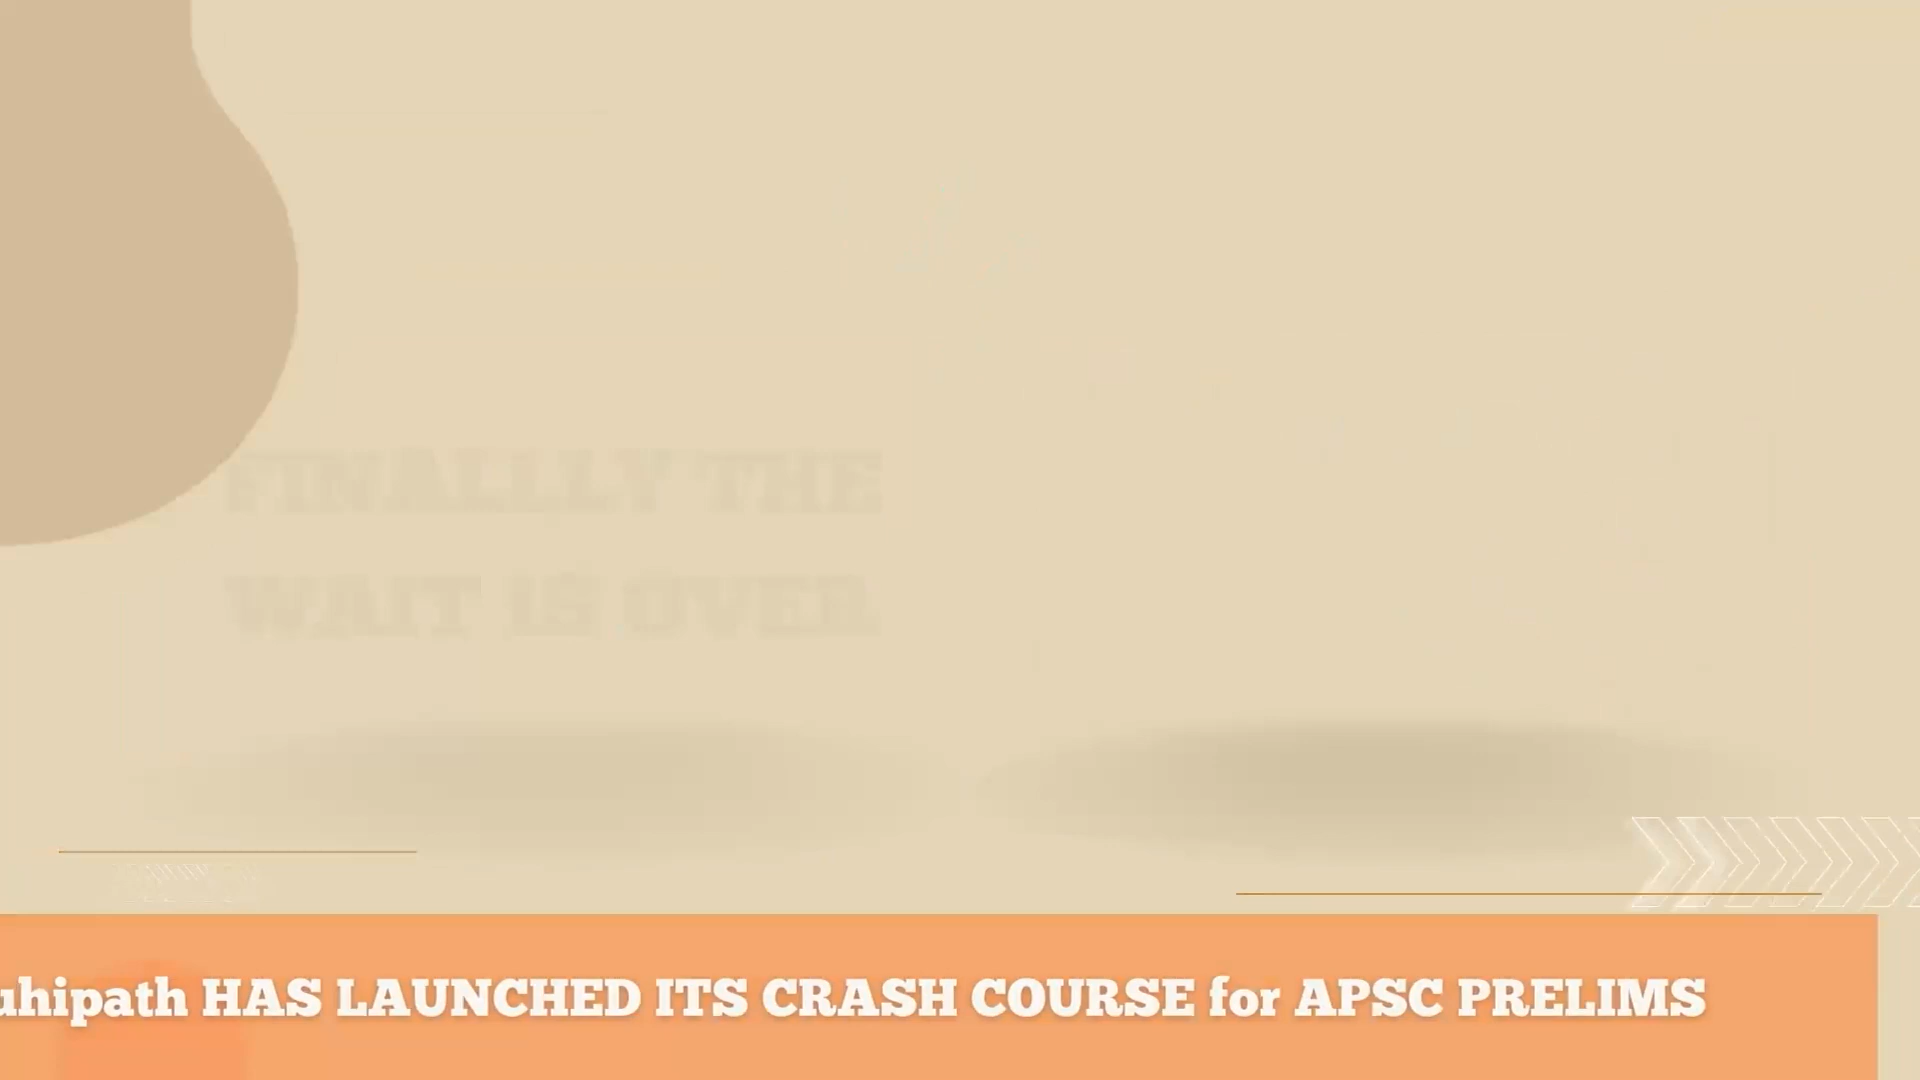 FINALLLY THE
WAIT IS OVER
uhipath HAS LAUNCHED ITS CRASH COURSE for APSC PRELIMS